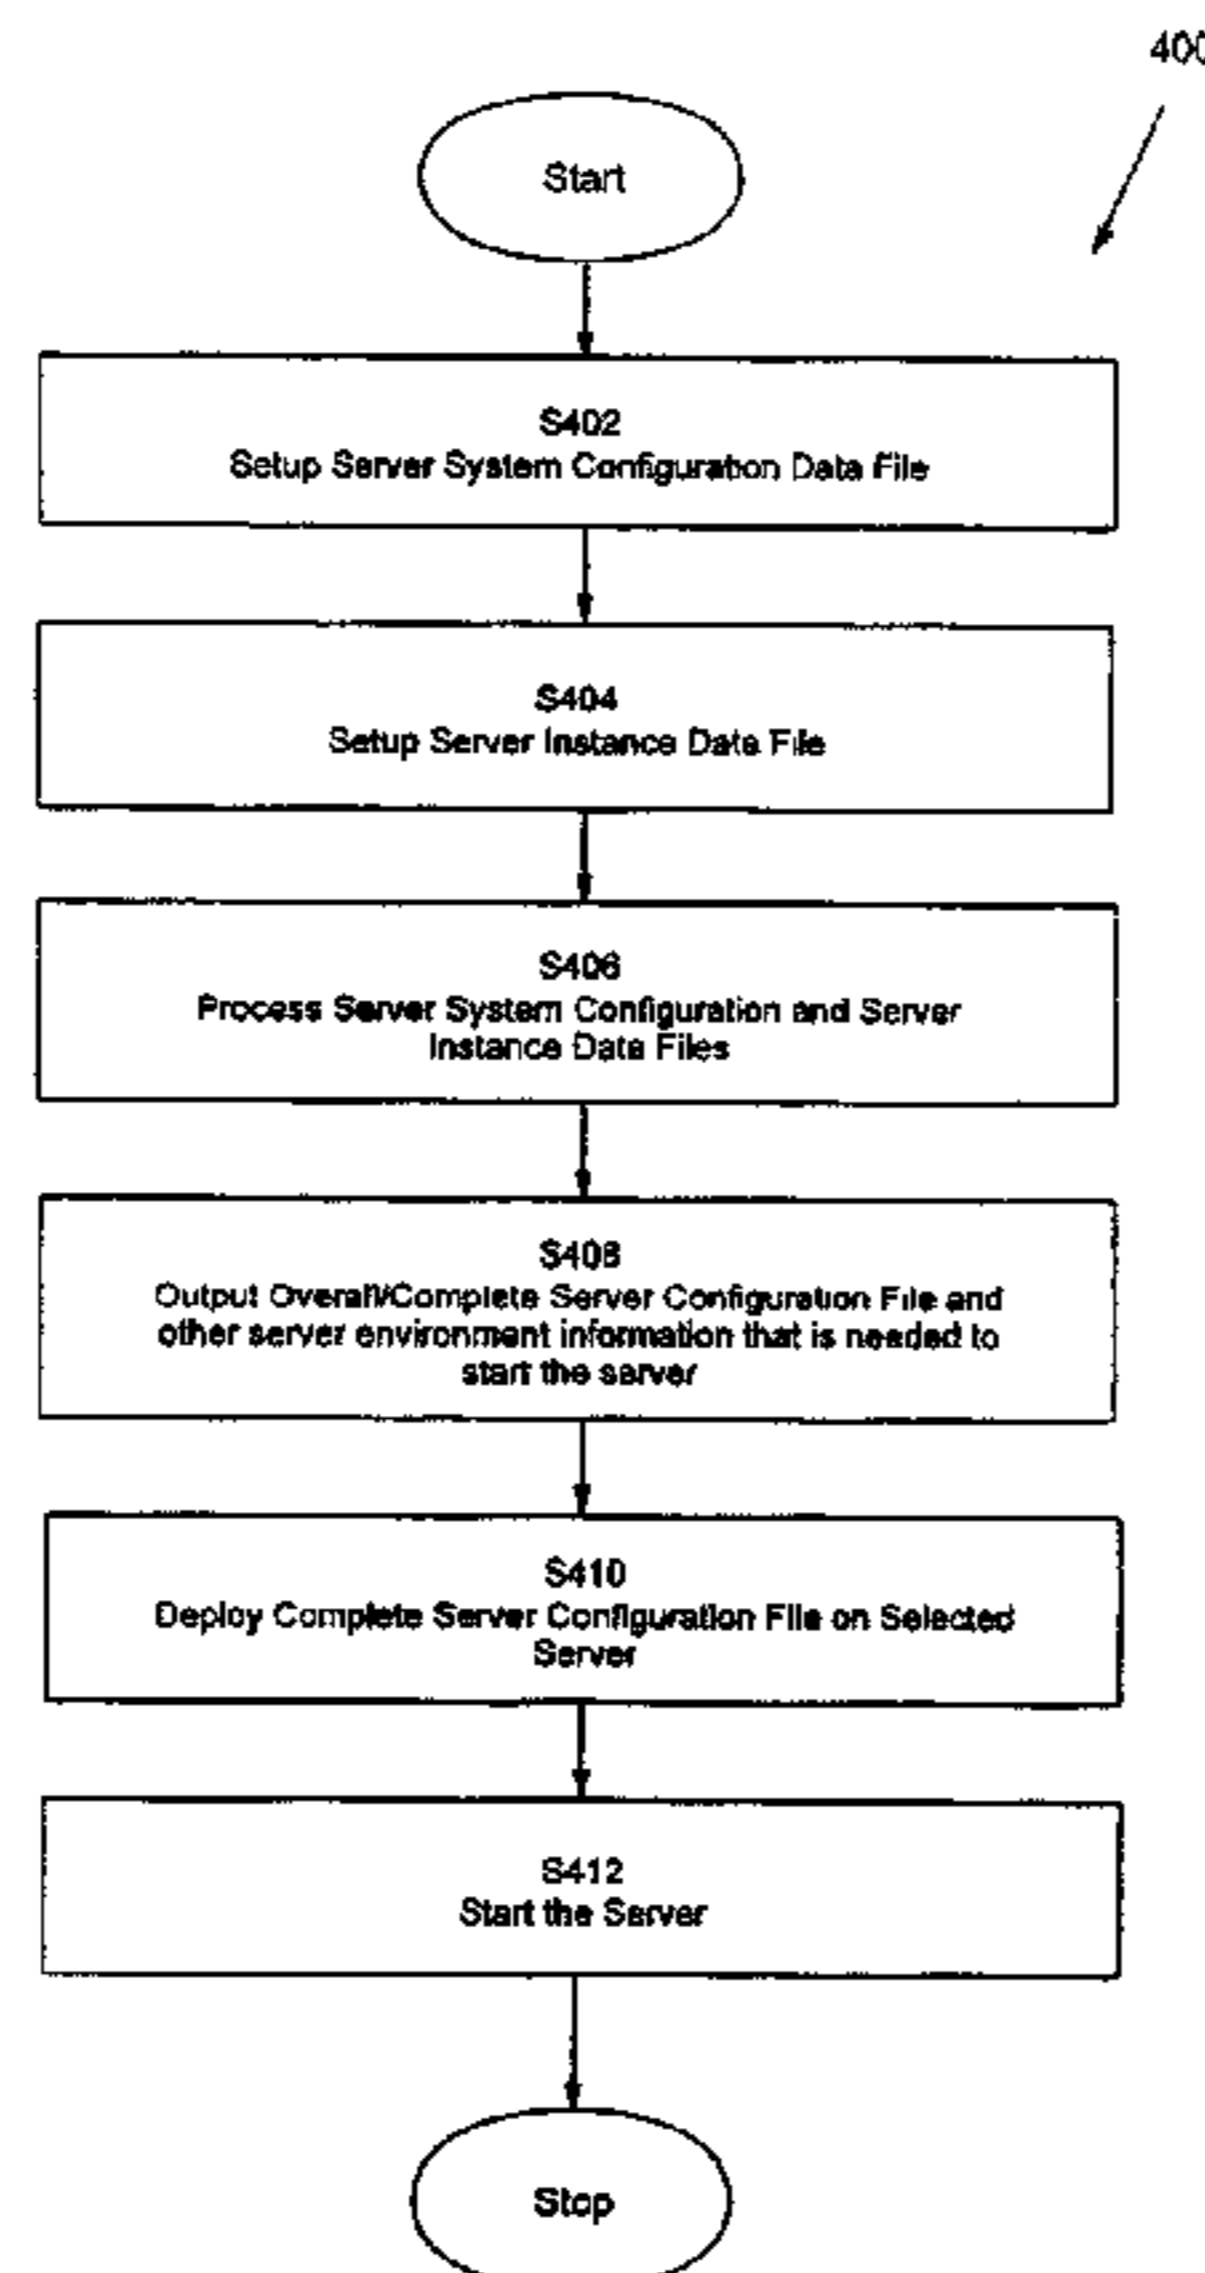 400
Start
S402
Setup Server System Configuration Data File
S404
Setup Server Instance Data File
S406
Process Server System Configuration and Server
Instance Data Files
S408
Output Overall/Complete Server Configuration File and
other server environment information that is needed to
start the server
S410
Deploy Complete Server Configuration File on Selected
Server
S412
Start the Server
Stop